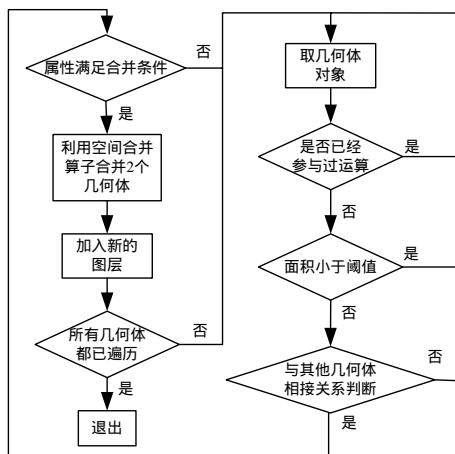 属性满足合并条件
否
是
利用空间合并
算子合并2个
几何体
加入新的
图层
所有几何体
都已遍历
否
是
退出
取几何体
对象
是否已经
参与过运算
是
否
面积小于阈值
是
否
与其他几何体
相接关系判断
否
是